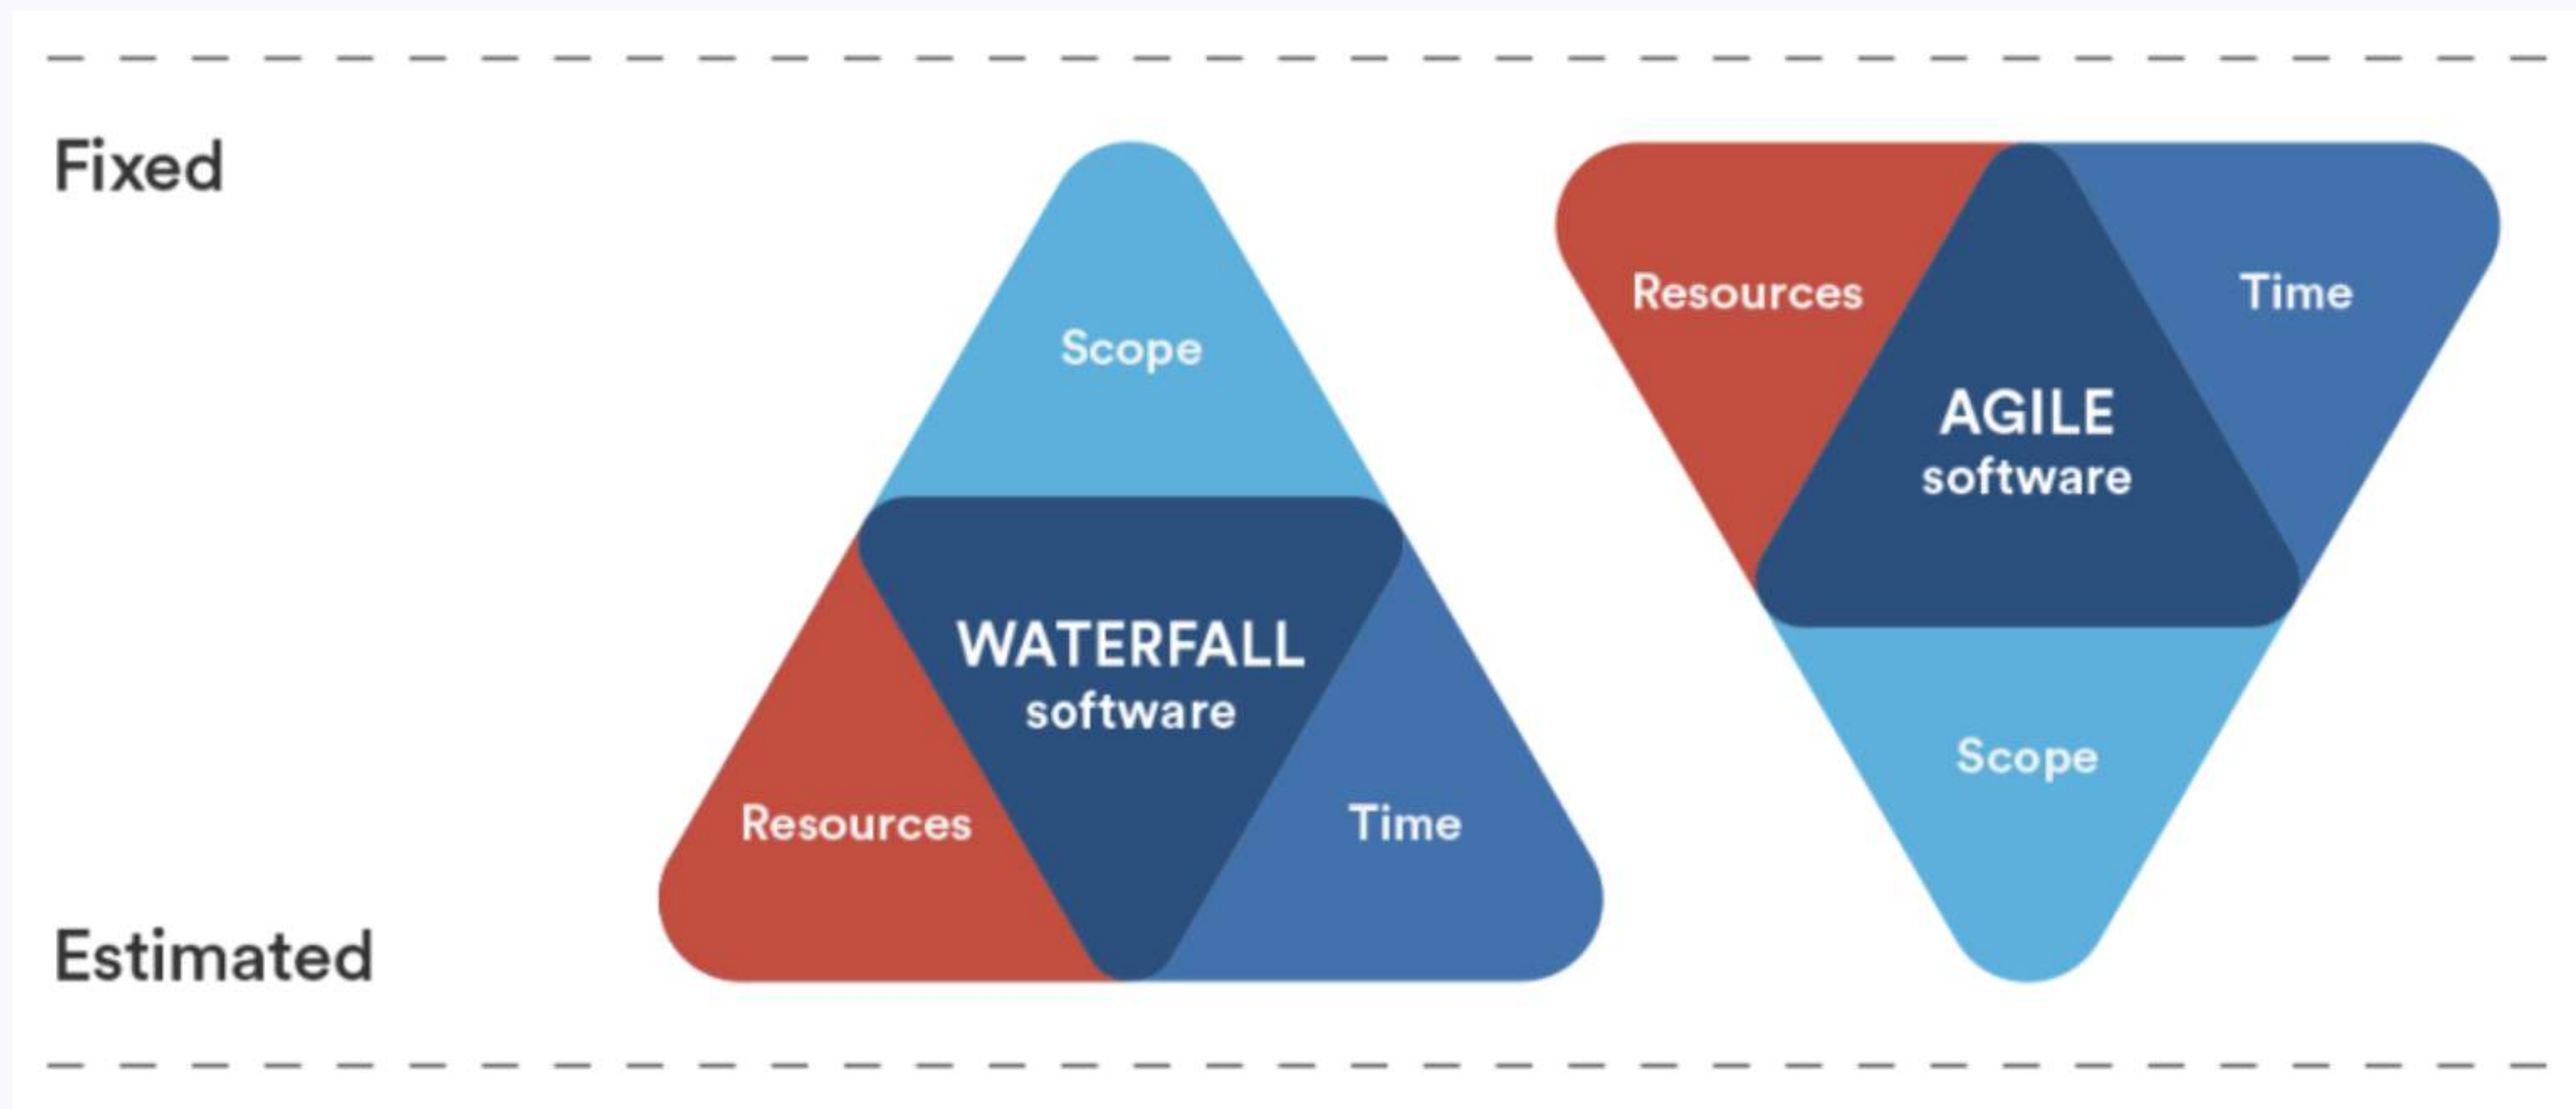 Fixed
Scope
WATERFALL
software
Resources
Time
Resources
Time
AGILE
software
Scope
Estimated